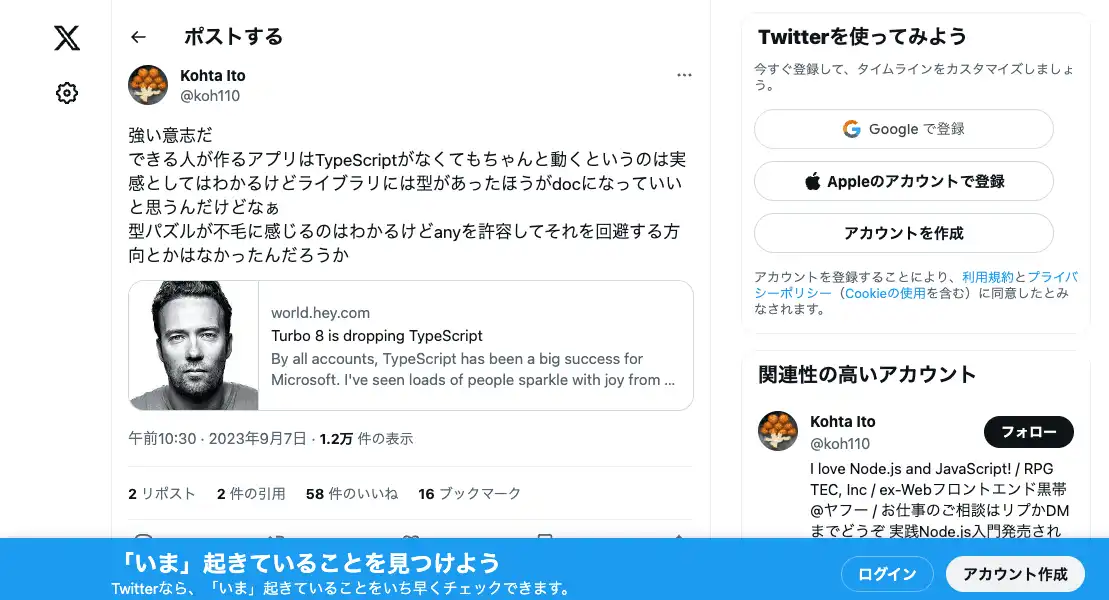 ポストする
Kohta Ito
@koh110
強い意志だ
できる人が作るアプリはTypeScriptがなくてもちゃんと動くというのは実
感としてはわかるけどライブラリには型があったほうがdocになっていい
と思うんだけどなぁ
型パズルが不毛に感じるのはわかるけどanyを許容してそれを回避する方
向とかはなかったんだろうか
world.hey.com
Turbo 8 is dropping TypeScript
By all accounts, TypeScript has been a big success for
Microsoft. I've seen loads of people sparkle with joy from ...
午前10:30 · 2023年9月7日 · 1.2万 件の表示
2 リポスト 2 件の引用 58 件のいいね 16 ブックマーク
Twitterを使ってみよう
今すぐ登録して、タイムラインをカスタマイズしましょ
う。
Google で登録
Appleのアカウントで登録
アカウントを作成
アカウントを登録することにより、利用規約とプライバ
シーポリシー（Cookieの使用を含む）に同意したとみ
なされます。
関連性の高いアカウント
Kohta Ito
@koh110
フォロー
I love Node.js and JavaScript! / RPG
TEC, Inc / ex-Webフロントエンド黒帯
@ヤフー / お仕事のご相談はリプかDM
までどうぞ 実践Node.js入門発売され
「いま」起きていることを見つけよう
Twitterなら、「いま」起きていることをいち早くチェックできます。
ログイン
アカウント作成